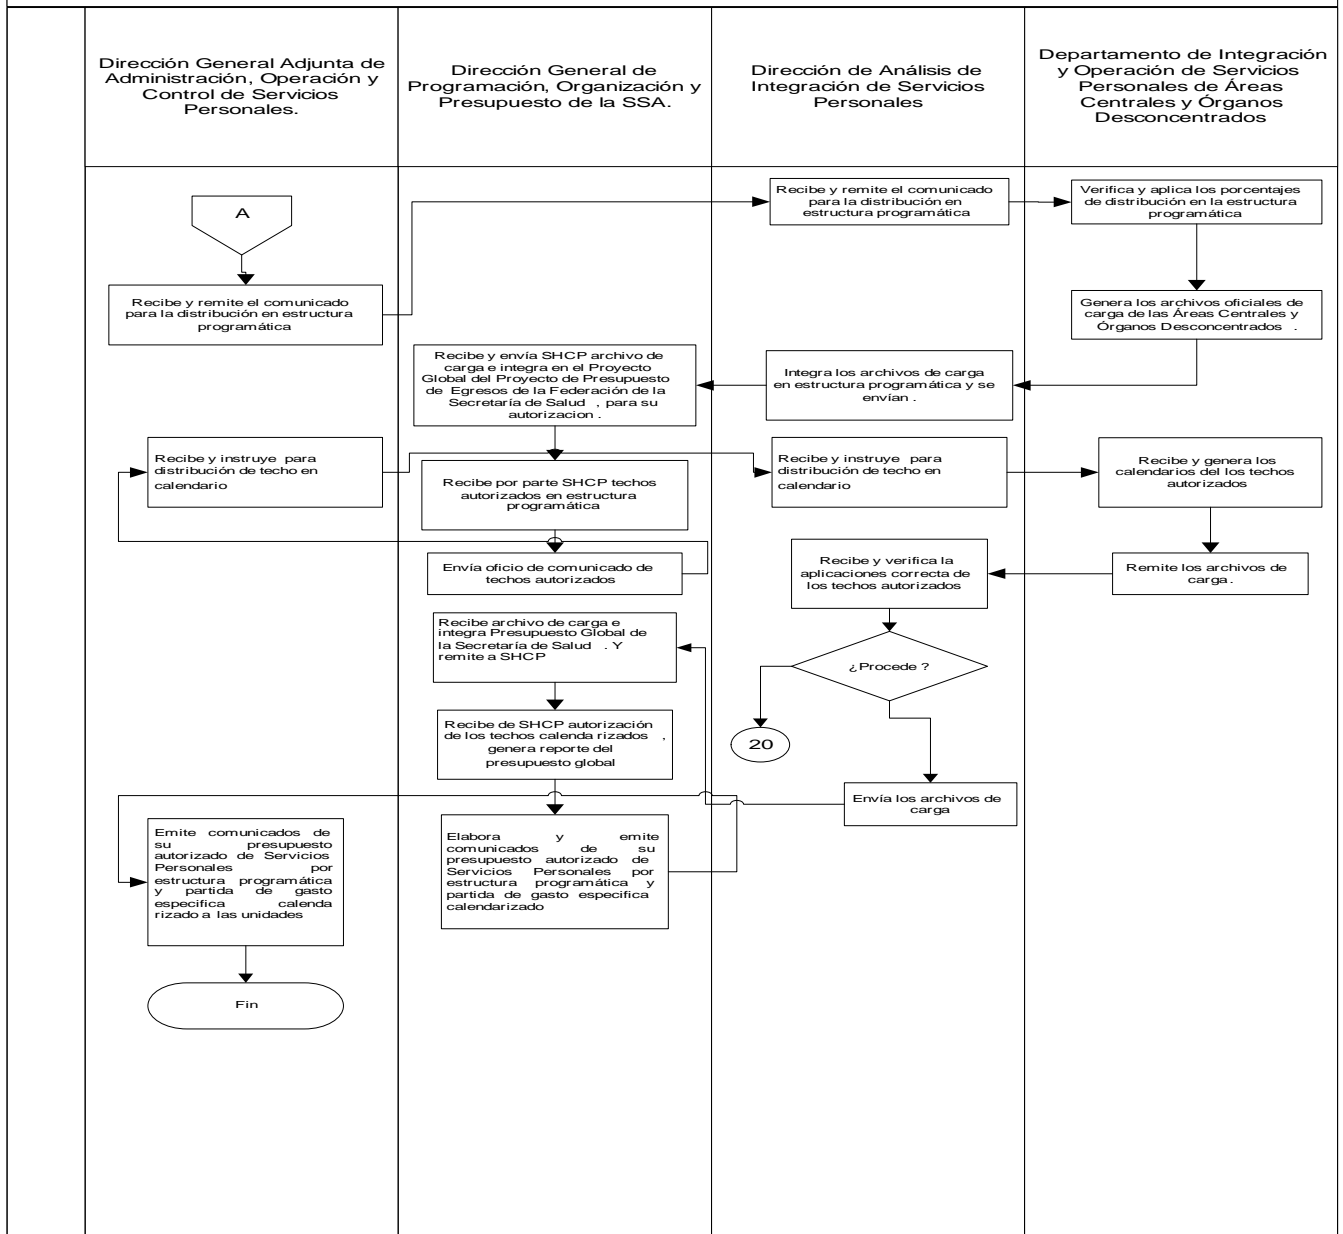 Dirección General Adjunta de
Administración, Operación y
Control de Servicios
Personales.
Dirección General de
Programación, Organización y
Presupuesto de la SSA.
Dirección de Análisis de
Integración de Servicios
Personales
Departamento de Integración
y Operación de Servicios
Personales de Áreas
Centrales y Órganos
Desconcentrados
A
Recibe y remite el comunicado
para la distribución en estructura
programática
Recibe y remite el comunicado
para la distribución en
estructura programática
Verifica y aplica los porcentajes
de distribución en la estructura
programática
Genera los archivos oficiales de
carga de las Áreas Centrales y
Órganos Desconcentrados .
Integra los archivos de carga
en estructura programática y se
envían .
Recibe y envía SHCP archivo de
carga e integra en el Proyecto
Global del Proyecto de Presupuesto
de Egresos de la Federación de la
Secretaría de Salud , para su
autorizacion .
Recibe por parte SHCP techos
autorizados en estructura
programática
Envía oficio de comunicado de
techos autorizados
Recibe y instruye para
distribución de techo en
calendario
Recibe y instruye para
distribución de techo en
calendario
Recibe y genera los
calendarios del los techos
autorizados
Remite los archivos de
carga .
Recibe y verifica la
aplicaciones correcta de
los techos autorizados
¿Procede ?
20
Envía los archivos de
carga
Recibe archivo de carga e
integra Presupuesto Global de
la Secretaría de Salud . Y
remite a SHCP
Recibe de SHCP autorización
de los techos calenda rizados ,
genera reporte del
presupuesto global
Elabora y emite
comunicados de su
presupuesto autorizado de
Servicios Personales por
estructura programática y
partida de gasto especifica
calendarizado
Emite comunicados de
su presupuesto
autorizado de Servicios
Personales por
estructura programática
y partida de gasto
especifica calenda
rizado a las unidades
Fin